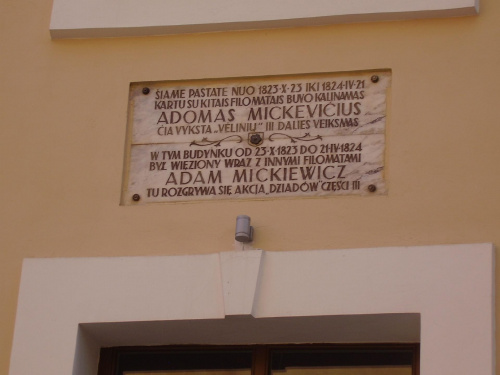 ŠIAME PASTATE NUO 1823-X-23 IKI 1824-IV-21
KARTU SU KITAIS FILOMATAIS BUVO KALINAMAS
ADOMAS MICKEVIČIUS
ČIA VYKSTA „VĖLINIŲ” III DALIES VEIKSMAS
W TYM BUDYNKU OD 23-X-1823 DO 21-IV-1824
BYŁ WIĘZIONY WRAZ Z INNYMI FILOMATAMI
ADAM MICKIEWICZ
TU ROZGRYWA SIĘ AKCJA „DZIADÓW” CZĘŚCI III